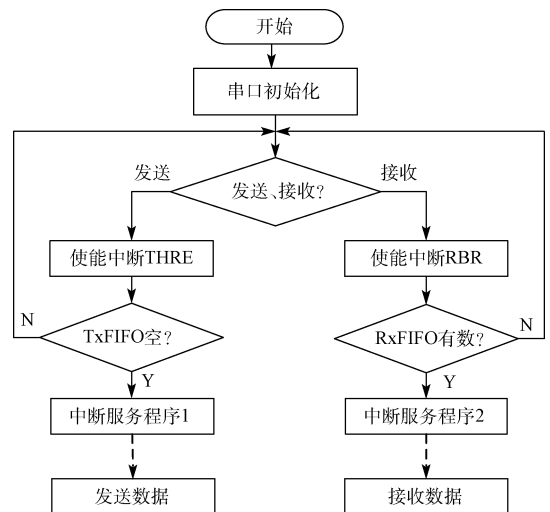 开始
串口初始化
发送
接收
发送、接收?
使能中断THRE
使能中断RBR
N
TxFIFO空?
RxFIFO有数?
N
Y
Y
中断服务程序1
中断服务程序2
发送数据
接收数据